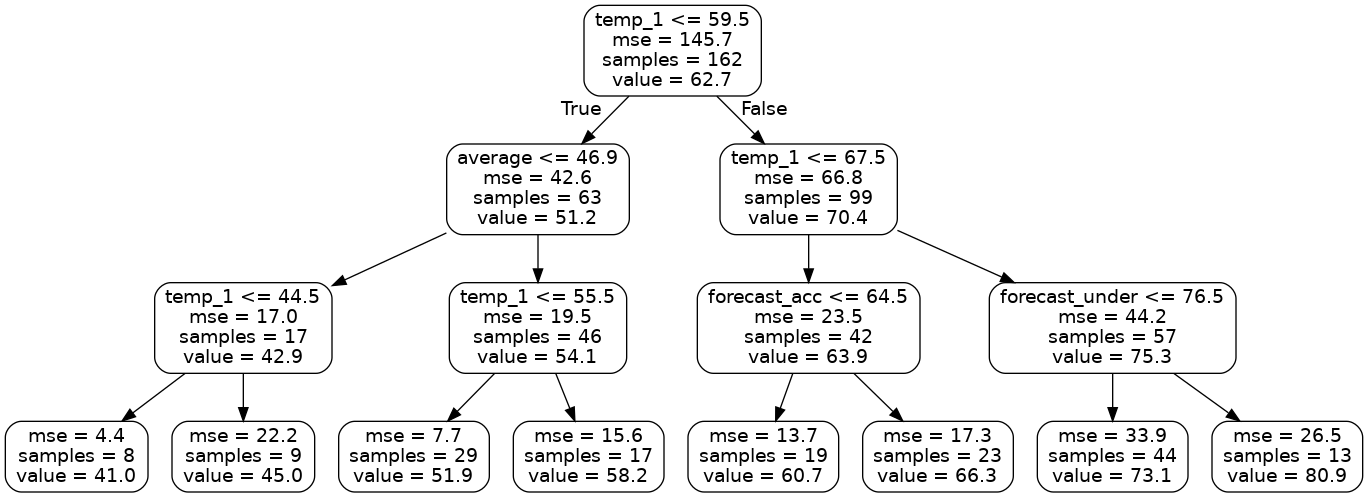 temp_1 <= 59.5
mse = 145.7
samples = 162
value = 62.7
True
False
average <= 46.9
mse = 42.6
samples = 63
value = 51.2
temp_1 <= 67.5
mse = 66.8
samples = 99
value = 70.4
temp_1 <= 44.5
mse = 17.0
samples = 17
value = 42.9
temp_1 <= 55.5
mse = 19.5
samples = 46
value = 54.1
forecast_acc <= 64.5
mse = 23.5
samples = 42
value = 63.9
forecast_under <= 76.5
mse = 44.2
samples = 57
value = 75.3
mse = 4.4
samples = 8
value = 41.0
mse = 22.2
samples = 9
value = 45.0
mse = 7.7
samples = 29
value = 51.9
mse = 15.6
samples = 17
value = 58.2
mse = 13.7
samples = 19
value = 60.7
mse = 17.3
samples = 23
value = 66.3
mse = 33.9
samples = 44
value = 73.1
mse = 26.5
samples = 13
value = 80.9